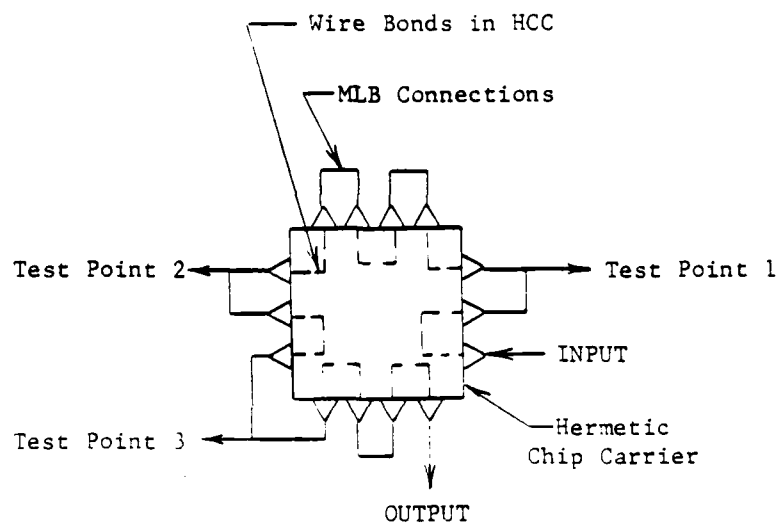 Wire Bonds in HCC
MLB Connections
Test Point 2
Test Point 1
INPUT
Test Point 3
Hermetic
Chip Carrier
OUTPUT